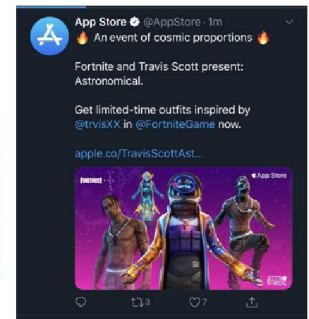 App Store @AppStore · 1m
🔥 An event of cosmic proportions 🔥
Fortnite and Travis Scott present:
Astronomical.
Get limited-time outfits inspired by
@trvisXX in @FortniteGame now.
apple.co/TravisScottAst...
FORTNITE
App Store
3
7